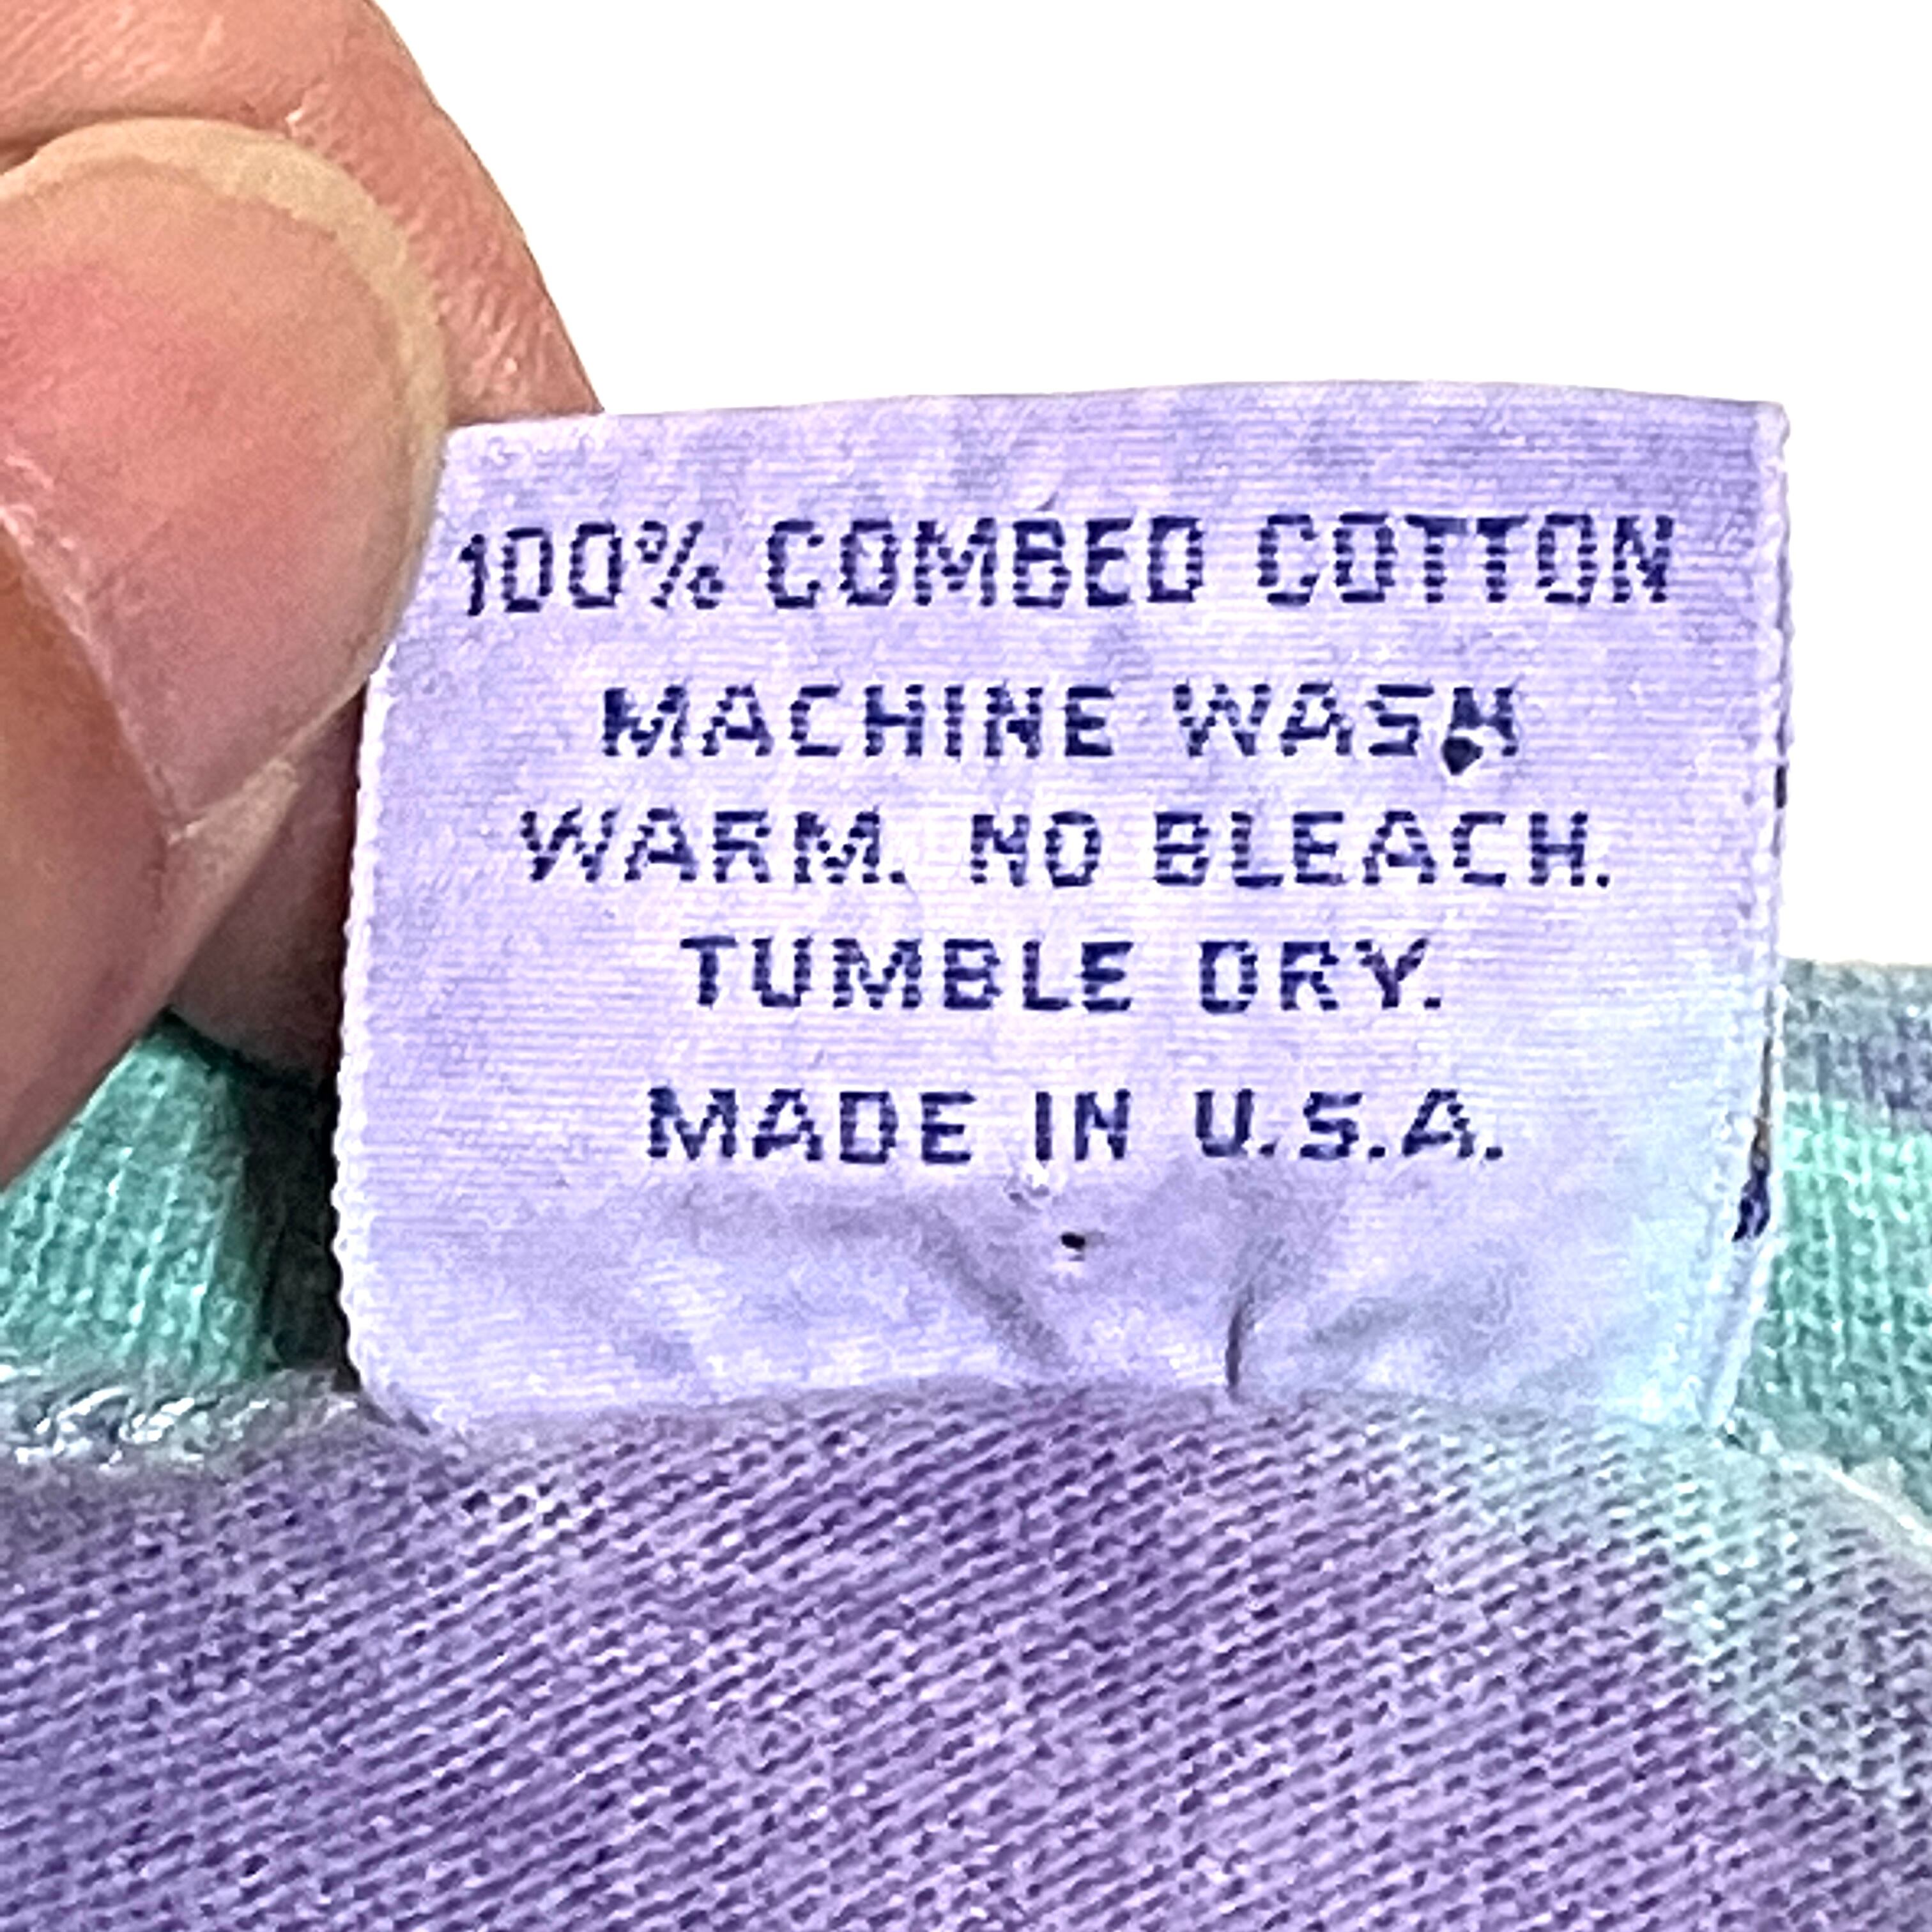 100% COMBED COTTON
MACHINE WASH
WARM. NO BLEACH.
TUMBLE DRY.
MADE IN U.S.A.